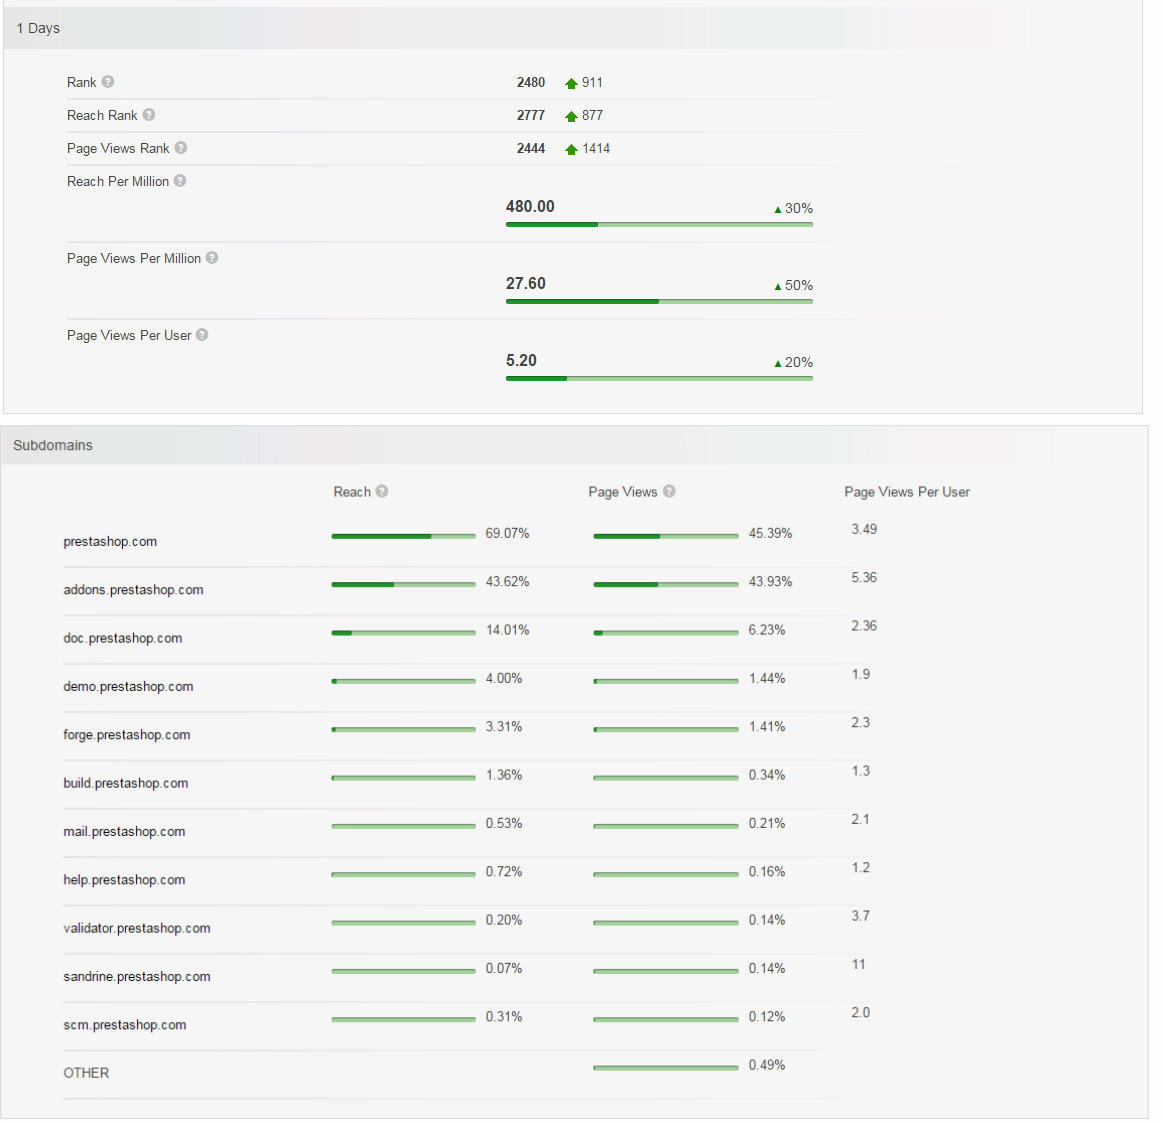 1 Days
Rank ? 2480 911
Reach Rank ? 2777 877
Page Views Rank ? 2444 1414
Reach Per Million ?
480.00 ▲30%
Page Views Per Million ?
27.60 ▲50%
Page Views Per User ?
5.20 ▲20%
Subdomains
Reach ? Page Views ? Page Views Per User
prestashop.com 69.07% 45.39% 3.49
addons.prestashop.com 43.62% 43.93% 5.36
doc.prestashop.com 14.01% 6.23% 2.36
demo.prestashop.com 4.00% 1.44% 1.9
forge.prestashop.com 3.31% 1.41% 2.3
build.prestashop.com 1.36% 0.34% 1.3
mail.prestashop.com 0.53% 0.21% 2.1
help.prestashop.com 0.72% 0.16% 1.2
validator.prestashop.com 0.20% 0.14% 3.7
sandrine.prestashop.com 0.07% 0.14% 11
scm.prestashop.com 0.31% 0.12% 2.0
OTHER 0.49%